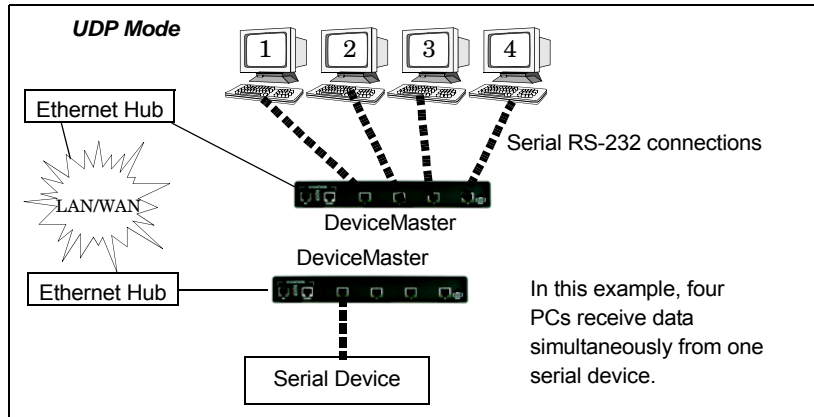 UDP Mode
1 2 3 4
Ethernet Hub
Serial RS-232 connections
LAN/WAN
DeviceMaster
DeviceMaster
Ethernet Hub
In this example, four
PCs receive data
simultaneously from one
serial device.
Serial Device